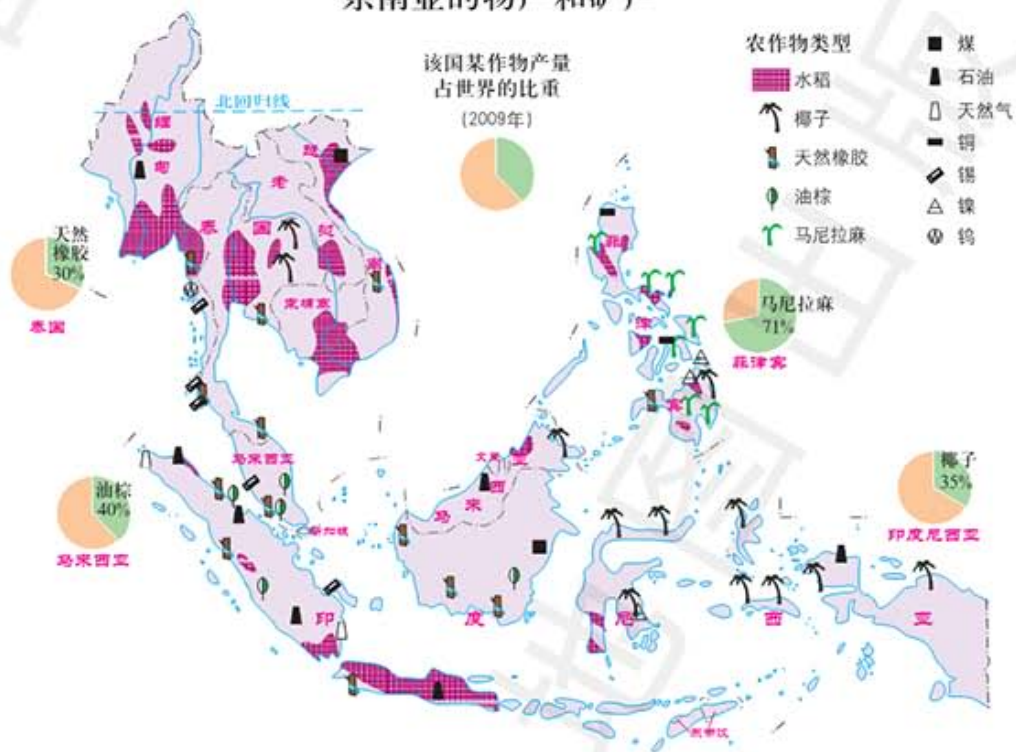 东南亚的物产和矿产
该国某作物产量
占世界的比重
(2009年)
农作物类型
水稻
椰子
天然橡胶
油棕
马尼拉麻
煤
石油
天然气
铜
锡
镍
钨
北回归线
缅
甸
越
老
泰
国
挝
南
柬埔寨
天然
橡胶
30%
泰国
菲
律
宾
马尼拉麻
71%
菲律宾
马来西亚
文莱
马
来
西
亚
新加坡
油棕
40%
马来西亚
椰子
35%
印度尼西亚
印
度
尼
西
亚
东帝汶